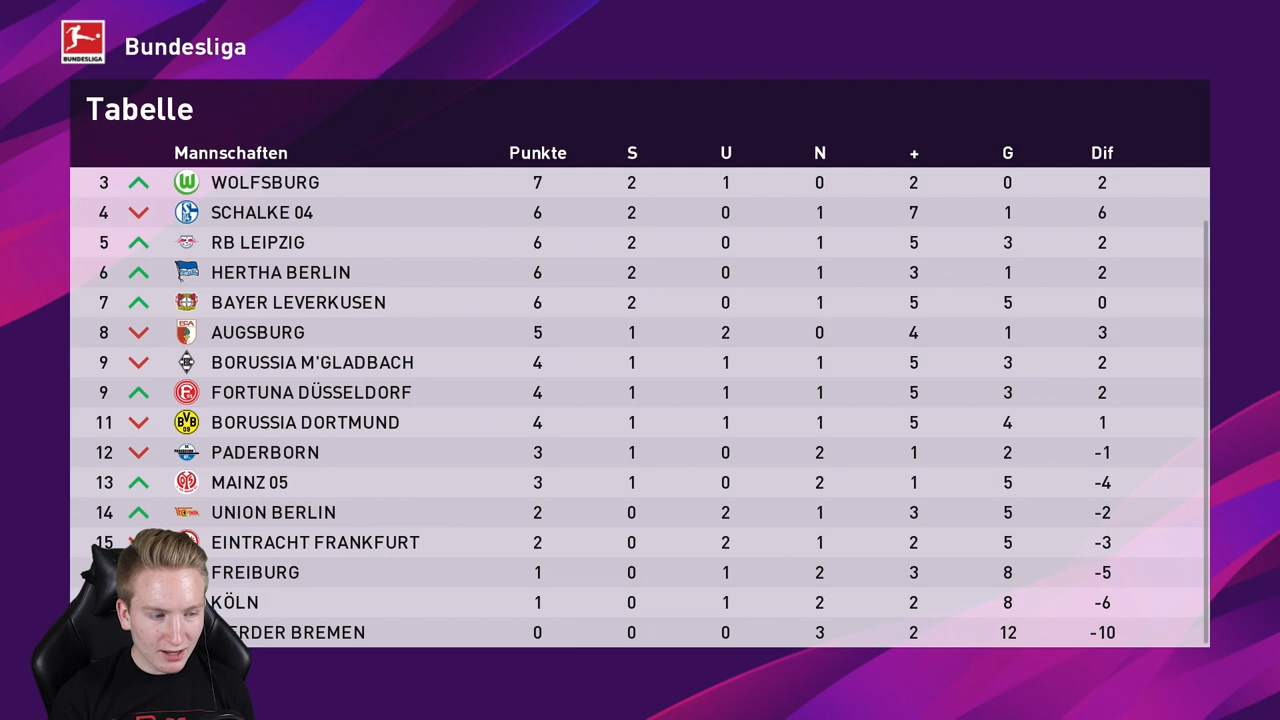 BUNDESLIGA
Bundesliga
Tabelle
Mannschaften Punkte S U N + G Dif
3 WOLFSBURG 7 2 1 0 2 0 2
4 SCHALKE 04 6 2 0 1 7 1 6
5 RB LEIPZIG 6 2 0 1 5 3 2
6 HERTHA BERLIN 6 2 0 1 3 1 2
7 BAYER LEVERKUSEN 6 2 0 1 5 5 0
8 FCA AUGSBURG 5 1 2 0 4 1 3
9 BORUSSIA M'GLADBACH 4 1 1 1 5 3 2
9 FORTUNA DÜSSELDORF 4 1 1 1 5 3 2
11 BVB 09 BORUSSIA DORTMUND 4 1 1 1 5 4 1
12 PADERBORN 3 1 0 2 1 2 -1
13 MAINZ 05 3 1 0 2 1 5 -4
14 UNION BERLIN 2 0 2 1 3 5 -2
15 EINTRACHT FRANKFURT 2 0 2 1 2 5 -3
FREIBURG 1 0 1 2 3 8 -5
KÖLN 1 0 1 2 2 8 -6
ERDER BREMEN 0 0 0 3 2 12 -10